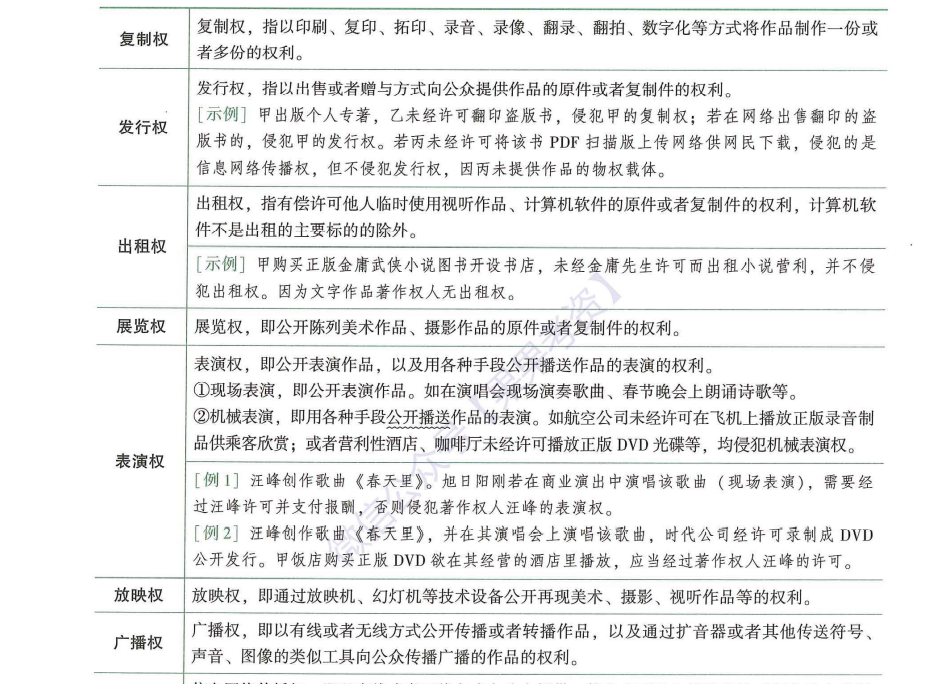 复制权
复制权，指以印刷、复印、拓印、录音、录像、翻录、翻拍、数字化等方式将作品制作一份或
者多份的权利。
发行权
发行权，指以出售或者赠与方式向公众提供作品的原件或者复制件的权利。
［示例］甲出版个人专著，乙未经许可翻印盗版书，侵犯甲的复制权；若在网络出售翻印的盗
版书的，侵犯甲的发行权。若丙未经许可将该书 PDF 扫描版上传网络供网民下载，侵犯的是
信息网络传播权，但不侵犯发行权，因丙未提供作品的物权载体。
出租权
出租权，指有偿许可他人临时使用视听作品、计算机软件的原件或者复制件的权利，计算机软
件不是出租的主要标的的除外。
［示例］甲购买正版金庸武侠小说图书开设书店，未经金庸先生许可而出租小说营利，并不侵
犯出租权。因为文字作品著作权人无出租权。
展览权
展览权，即公开陈列美术作品、摄影作品的原件或者复制件的权利。
表演权
表演权，即公开表演作品，以及用各种手段公开播送作品的表演的权利。
①现场表演，即公开表演作品。如在演唱会现场演奏歌曲、春节晚会上朗诵诗歌等。
②机械表演，即用各种手段公开播送作品的表演。如航空公司未经许可在飞机上播放正版录音制
品供乘客欣赏；或者营利性酒店、咖啡厅未经许可播放正版 DVD 光碟等，均侵犯机械表演权。
［例 1］汪峰创作歌曲《春天里》。旭日阳刚若在商业演出中演唱该歌曲（现场表演），需要经
过汪峰许可并支付报酬，否则侵犯著作权人汪峰的表演权。
［例 2］汪峰创作歌曲《春天里》，并在其演唱会上演唱该歌曲，时代公司经许可录制成 DVD
公开发行。甲饭店购买正版 DVD 欲在其经营的酒店里播放，应当经过著作权人汪峰的许可。
放映权
放映权，即通过放映机、幻灯机等技术设备公开再现美术、摄影、视听作品等的权利。
广播权
广播权，即以有线或者无线方式公开传播或者转播作品，以及通过扩音器或者其他传送符号、
声音、图像的类似工具向公众传播广播的作品的权利。